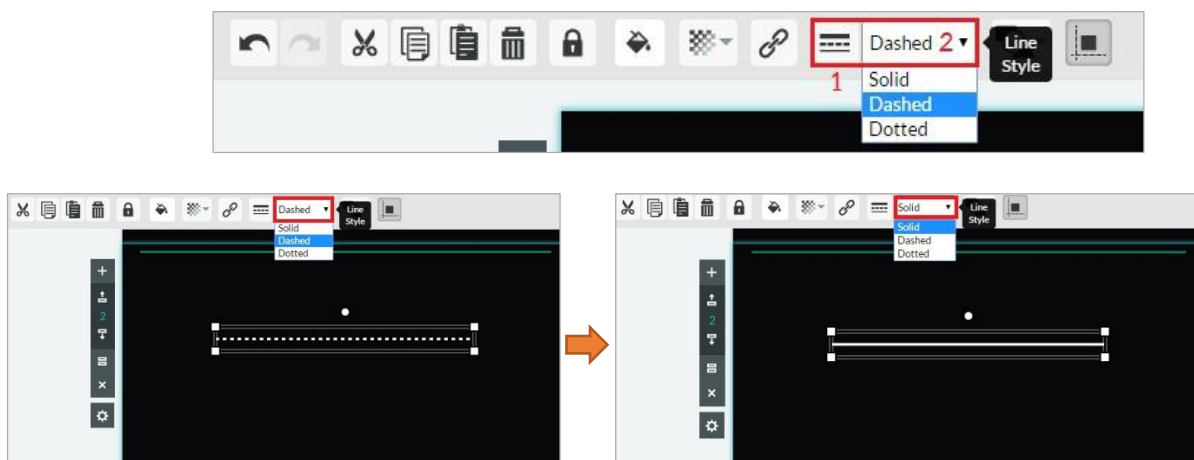 Dashed 2 Line
Style
1 Solid
Dashed
Dotted
Dashed Line
Style
Solid
Dashed
Dotted
2
Solid Line
Style
Solid
Dashed
Dotted
2